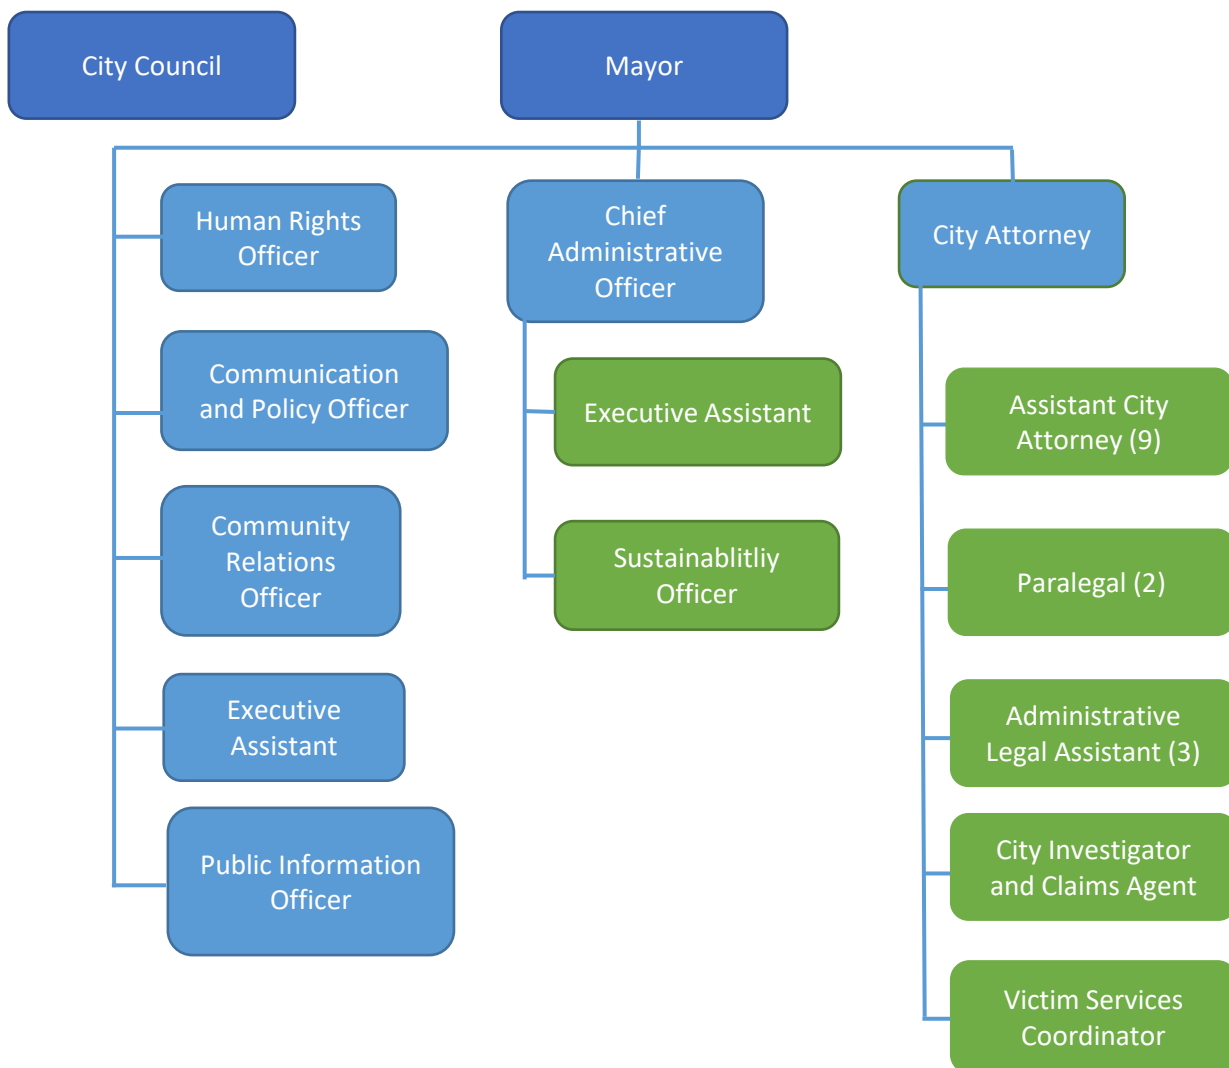 City Council
Mayor
Human Rights
Officer
Communication
and Policy Officer
Community
Relations
Officer
Executive
Assistant
Public Information
Officer
Chief
Administrative
Officer
Executive Assistant
Sustainablitliy
Officer
City Attorney
Assistant City
Attorney (9)
Paralegal (2)
Administrative
Legal Assistant (3)
City Investigator
and Claims Agent
Victim Services
Coordinator